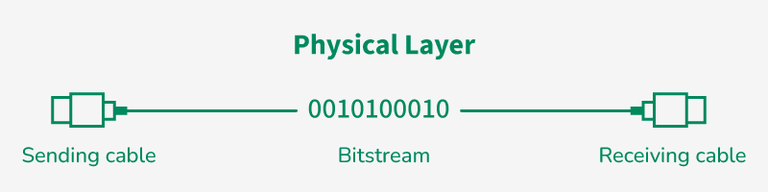 Physical Layer
0010100010
Sending cable
Bitstream
Receiving cable